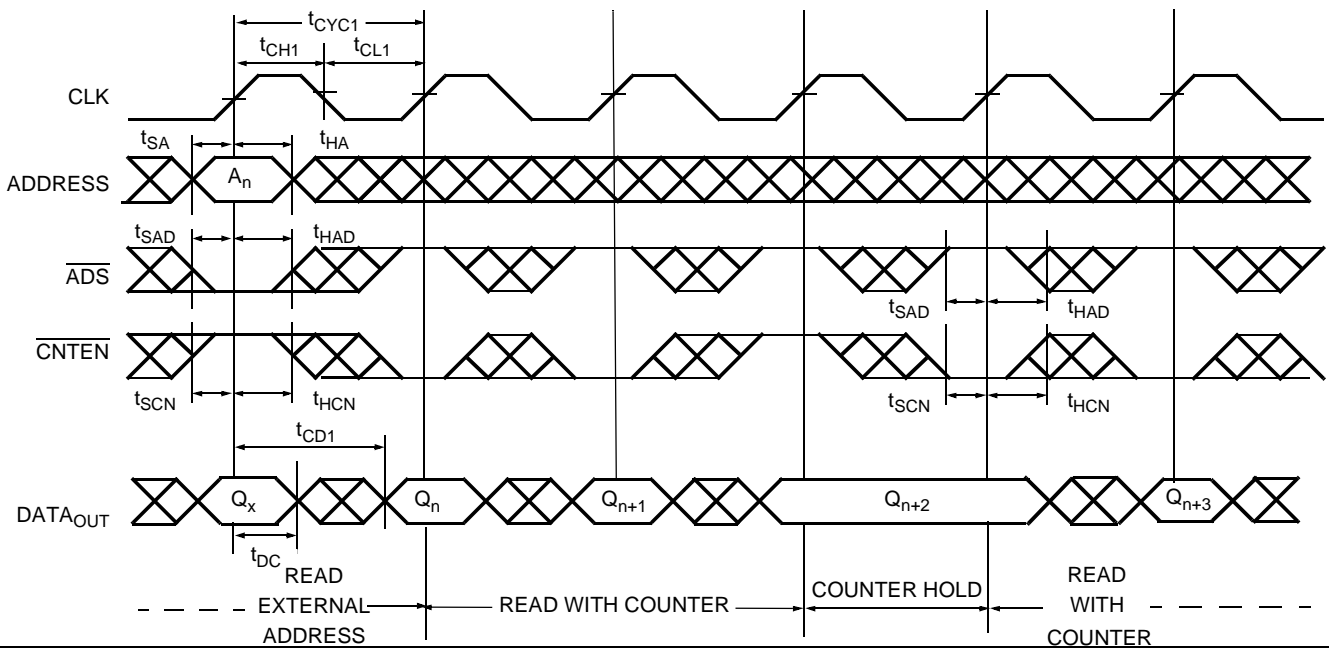 tCYC1
tCH1 tCL1
CLK
tSA tHA
ADDRESS An
tSAD tHAD
ADS
tSAD tHAD
CNTEN
tSCN tHCN tSCN tHCN
tCD1
DATAOUT Qx Qn Qn+1 Qn+2 Qn+3
tDC
READ
EXTERNAL
ADDRESS
READ WITH COUNTER
COUNTER HOLD
READ
WITH
COUNTER